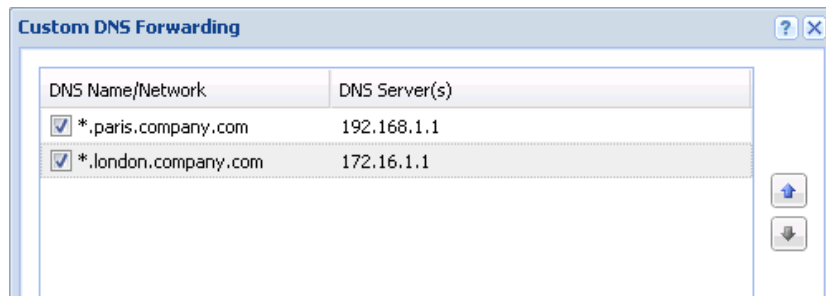 Custom DNS Forwarding ?
DNS Name/Network DNS Server(s)
*.paris.company.com 192.168.1.1
*.london.company.com 172.16.1.1